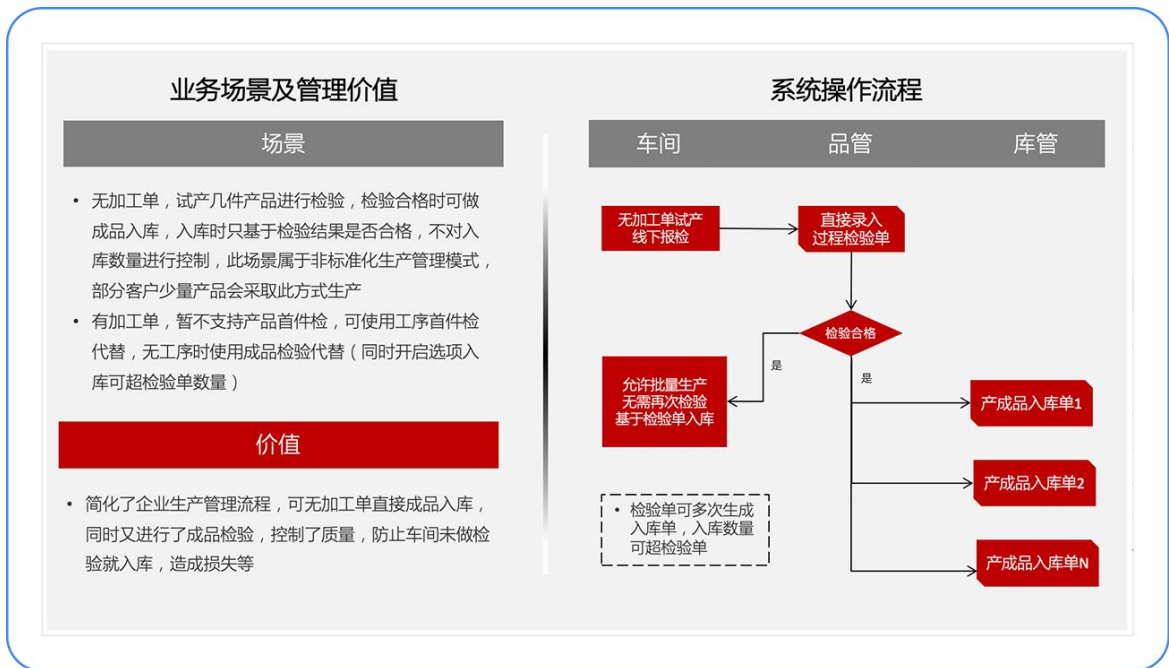 业务场景及管理价值
场景
• 无加工单，试产几件产品进行检验，检验合格时可做
成品入库，入库时只基于检验结果是否合格，不对入
库数量进行控制，此场景属于非标准化生产管理模式，
部分客户少量产品会采取此方式生产
• 有加工单，暂不支持产品首件检，可使用工序首件检
代替，无工序时使用成品检验代替（同时开启选项入
库可超检验单数量）
价值
• 简化了企业生产管理流程，可无加工单直接成品入库，
同时又进行了成品检验，控制了质量，防止车间未做检
验就入库，造成损失等
系统操作流程
车间 品管 库管
无加工单试产
线下报检
直接录入
过程检验单
检验合格
是
是
允许批量生产
无需再次检验
基于检验单入库
产成品入库单1
产成品入库单2
产成品入库单N
• 检验单可多次生成
入库单，入库数量
可超检验单